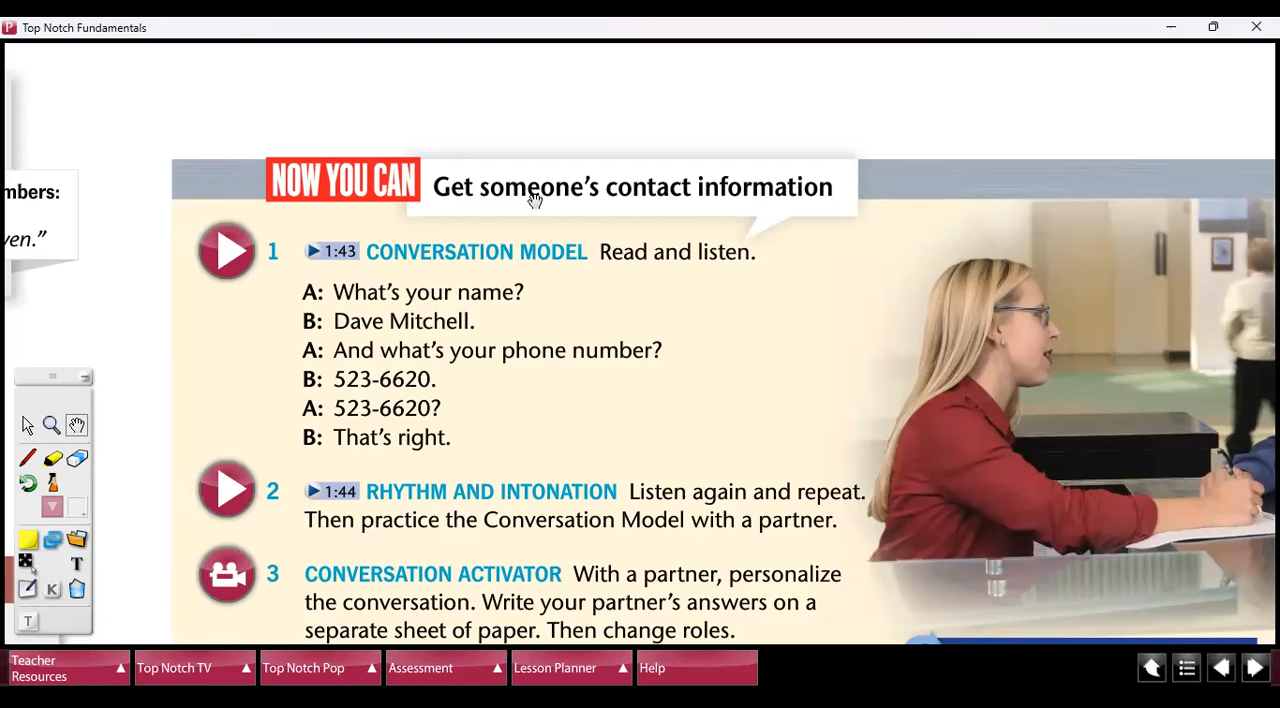 Top Notch Fundamentals
mbers:
ven."
NOW YOU CAN Get someone's contact information
1 1:43 CONVERSATION MODEL Read and listen.
A: What's your name?
B: Dave Mitchell.
A: And what's your phone number?
B: 523-6620.
A: 523-6620?
B: That's right.
2 1:44 RHYTHM AND INTONATION Listen again and repeat.
Then practice the Conversation Model with a partner.
3 CONVERSATION ACTIVATOR With a partner, personalize
the conversation. Write your partner's answers on a
separate sheet of paper. Then change roles.
T
K
T
Teacher
Resources
Top Notch TV
Top Notch Pop
Assessment
Lesson Planner
Help